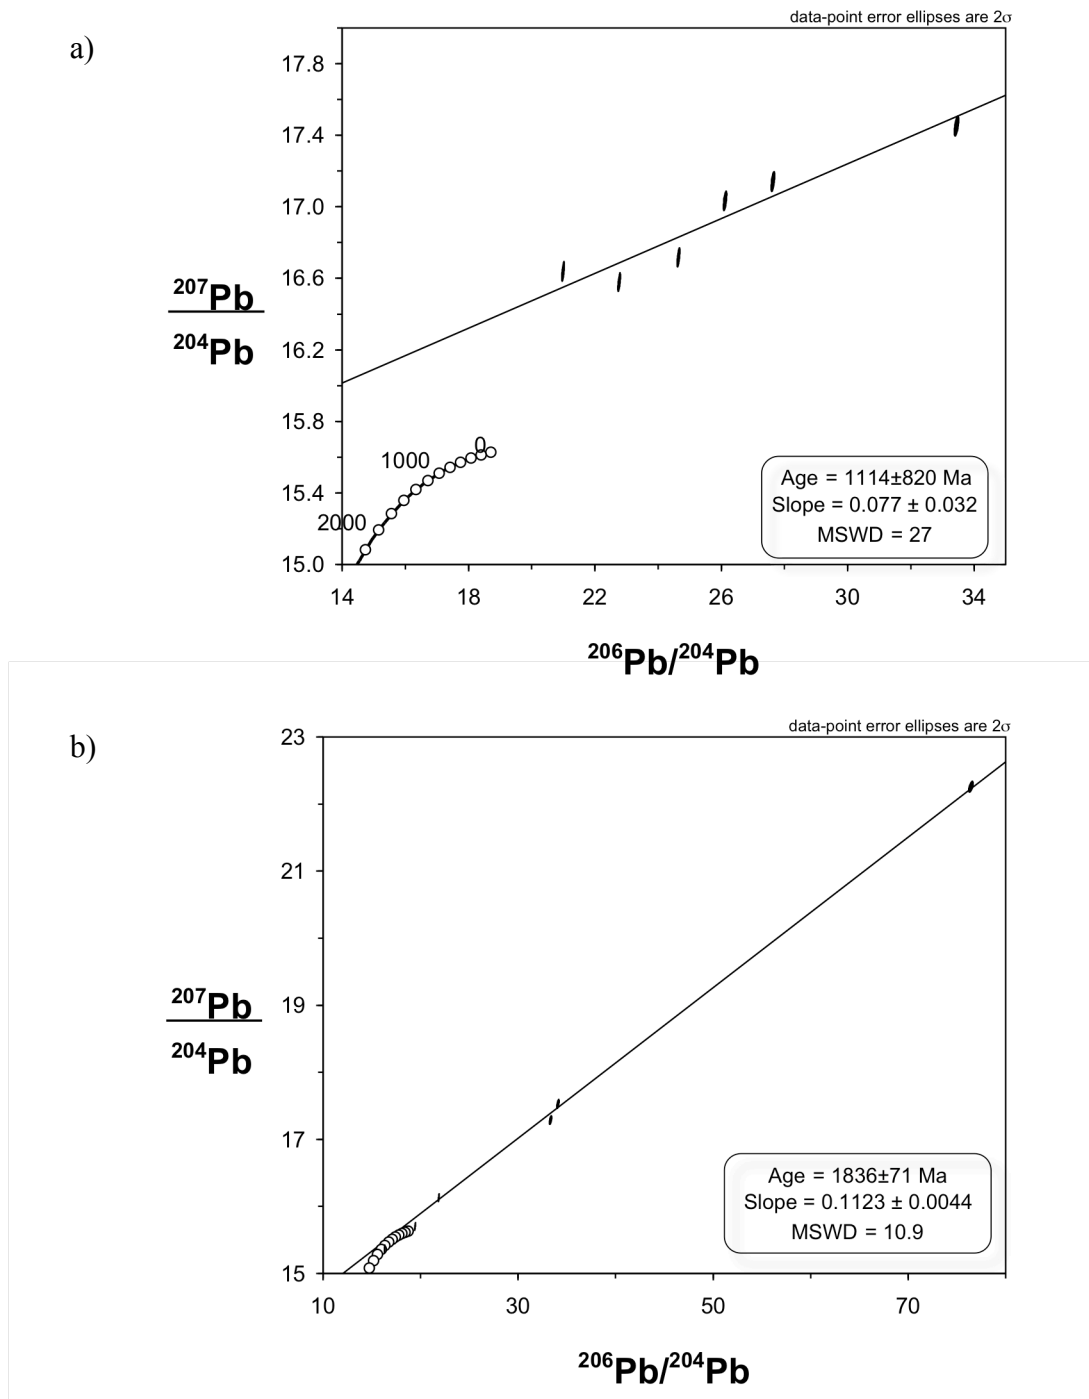 data-point error ellipses are 2σ
a)
17.8
17.4
17.0
16.6
16.2
15.8
15.4
15.0
207Pb
204Pb
0
1000
2000
Age = 1114±820 Ma
Slope = 0.077 ± 0.032
MSWD = 27
14 18 22 26 30 34
206Pb/204Pb
data-point error ellipses are 2σ
b)
23
21
19
17
15
207Pb
204Pb
Age = 1836±71 Ma
Slope = 0.1123 ± 0.0044
MSWD = 10.9
10 30 50 70
206Pb/204Pb